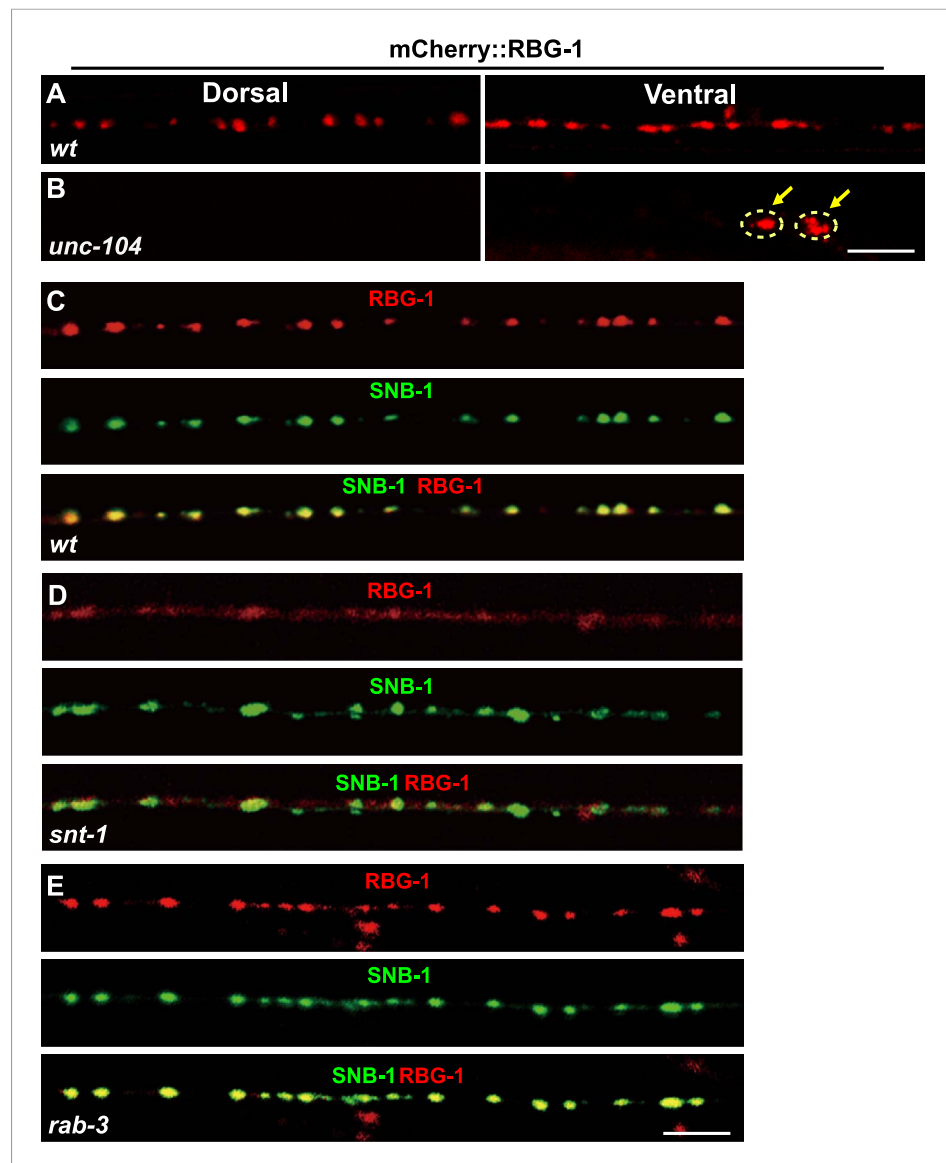 mCherry::RBG-1
A Dorsal Ventral
wt
B
unc-104
C RBG-1
SNB-1
SNB-1 RBG-1
wt
D RBG-1
SNB-1
SNB-1 RBG-1
snt-1
E RBG-1
SNB-1
SNB-1 RBG-1
rab-3